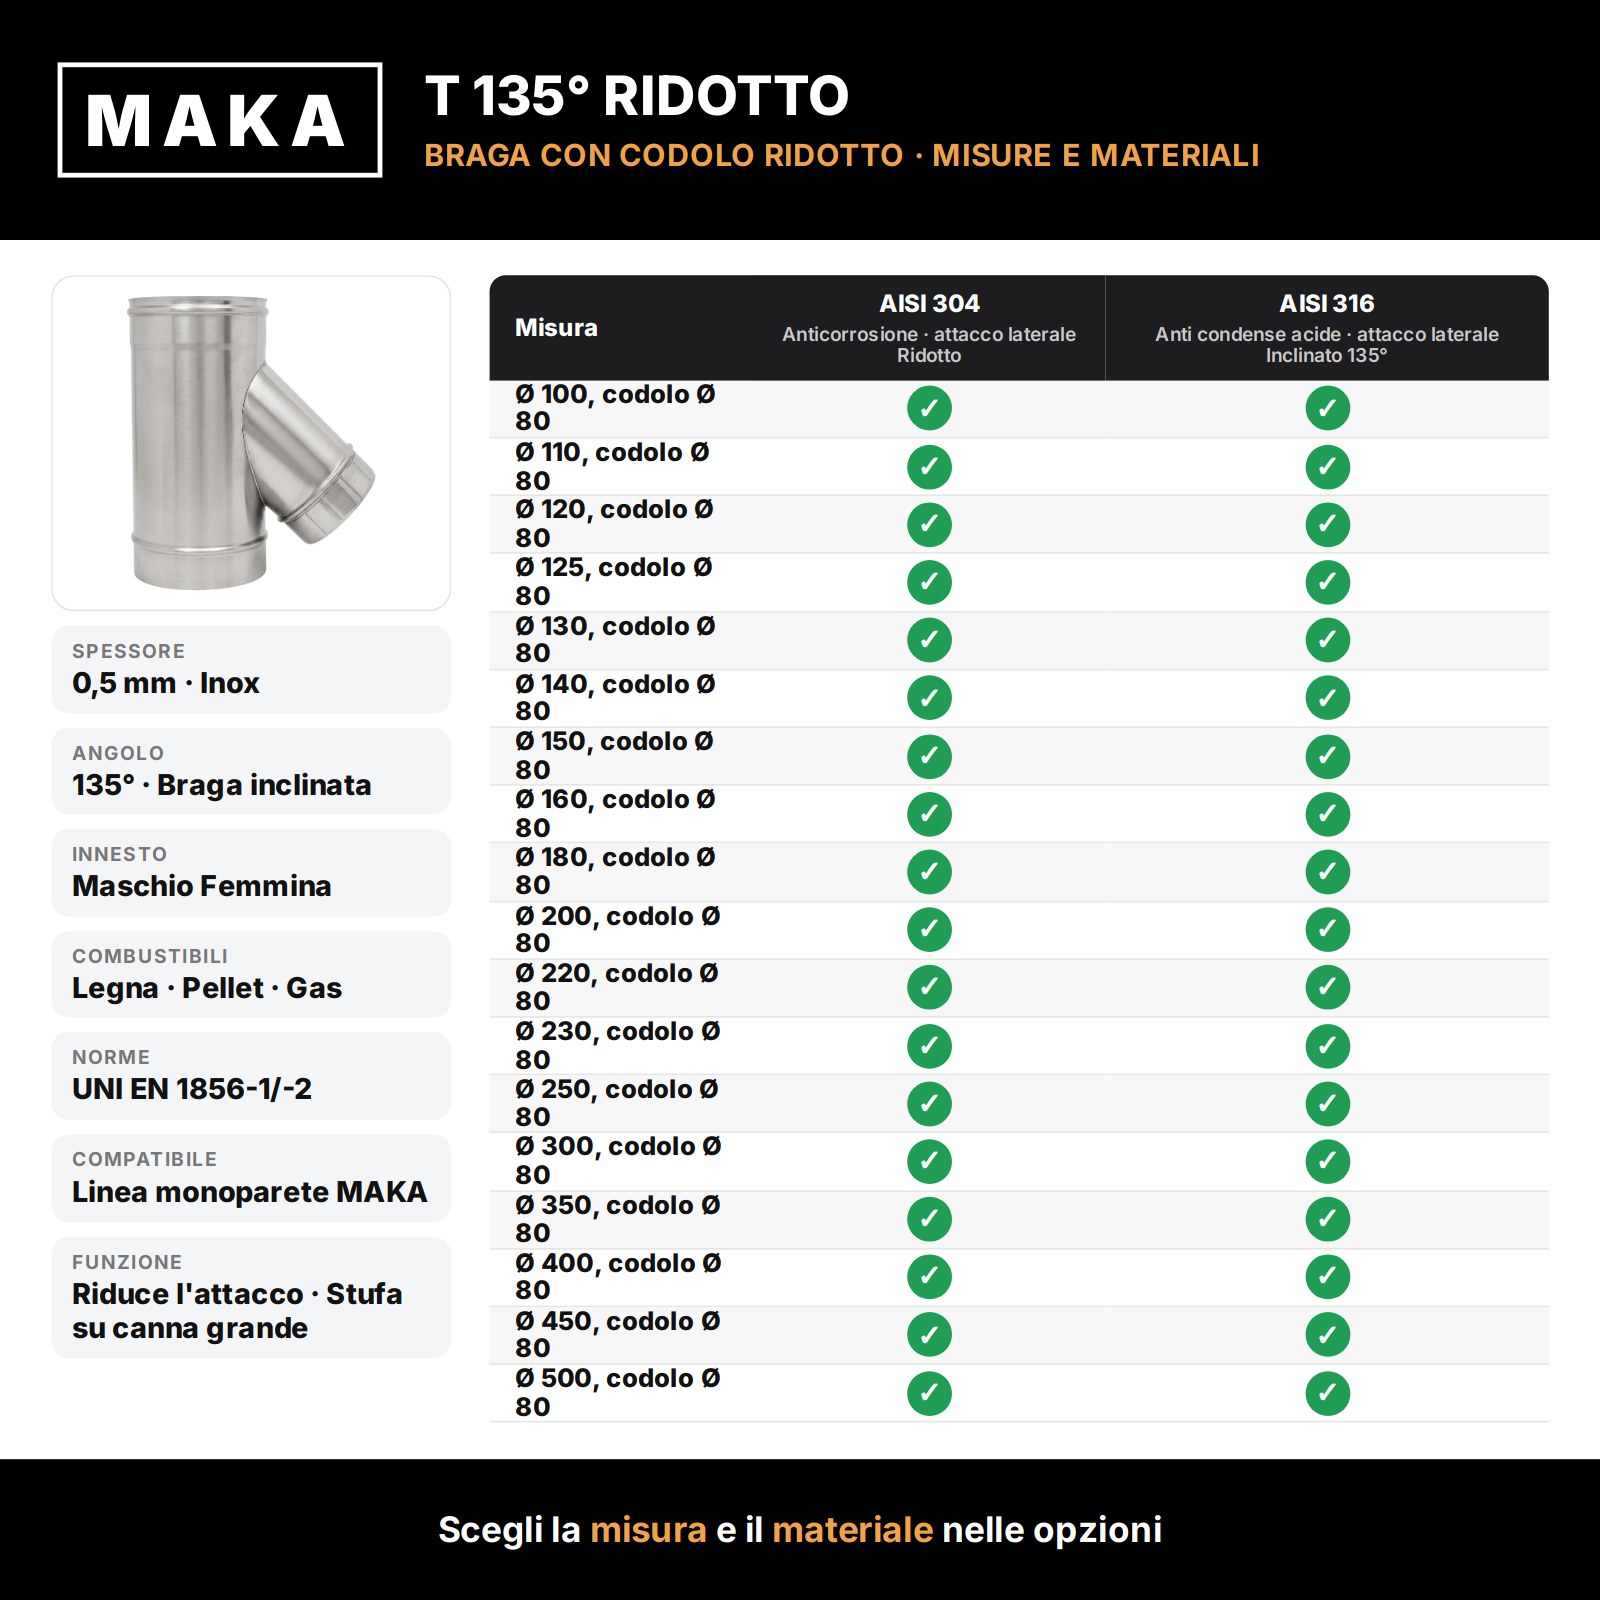 MAKA
T 135° RIDOTTO
BRAGA CON CODOLO RIDOTTO · MISURE E MATERIALI
SPESSORE
0,5 mm · Inox
ANGOLO
135° · Braga inclinata
INNESTO
Maschio Femmina
COMBUSTIBILI
Legna · Pellet · Gas
NORME
UNI EN 1856-1/-2
COMPATIBILE
Linea monoparete MAKA
FUNZIONE
Riduce l'attacco · Stufa
su canna grande
Misura
AISI 304
Anticorrosione · attacco laterale
Ridotto
AISI 316
Anti condense acide · attacco laterale
Inclinato 135°
Ø 100, codolo Ø
80
✓ ✓
Ø 110, codolo Ø
80
✓ ✓
Ø 120, codolo Ø
80
✓ ✓
Ø 125, codolo Ø
80
✓ ✓
Ø 130, codolo Ø
80
✓ ✓
Ø 140, codolo Ø
80
✓ ✓
Ø 150, codolo Ø
80
✓ ✓
Ø 160, codolo Ø
80
✓ ✓
Ø 180, codolo Ø
80
✓ ✓
Ø 200, codolo Ø
80
✓ ✓
Ø 220, codolo Ø
80
✓ ✓
Ø 230, codolo Ø
80
✓ ✓
Ø 250, codolo Ø
80
✓ ✓
Ø 300, codolo Ø
80
✓ ✓
Ø 350, codolo Ø
80
✓ ✓
Ø 400, codolo Ø
80
✓ ✓
Ø 450, codolo Ø
80
✓ ✓
Ø 500, codolo Ø
80
✓ ✓
Scegli la misura e il materiale nelle opzioni